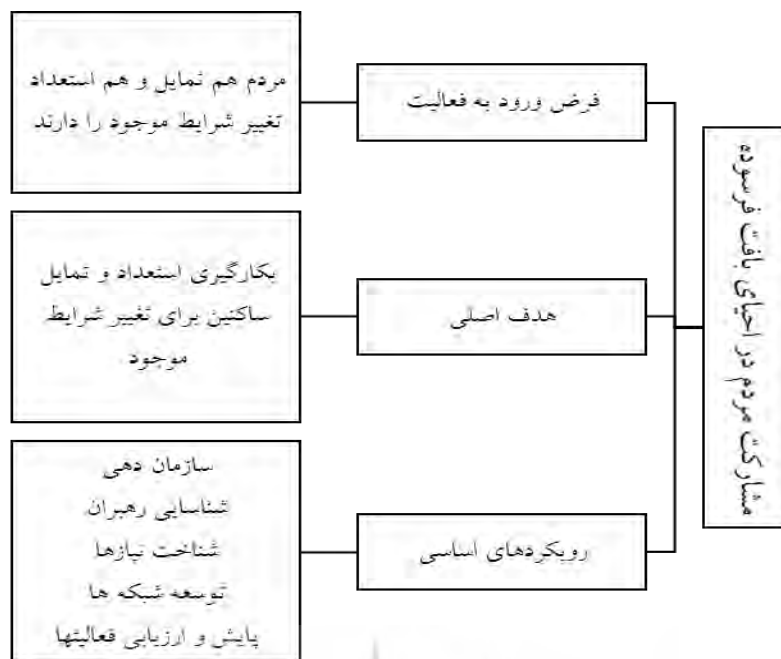 مشارکت مردم در احیای بافت فرسوده
فرض ورود به فعالیت
مردم هم تمایل و هم استعداد
تغییر شرایط موجود را دارند
هدف اصلی
بکارگیری استعداد و تمایل
ساکنین برای تغییر شرایط
موجود
رویکردهای اساسی
سازمان دهی
شناسایی رهبران
شناخت نیازها
توسعه شبکه ها
پایش و ارزیابی فعالیتها